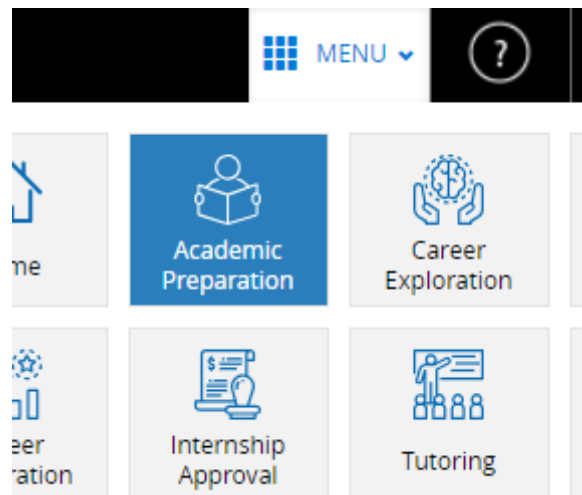 MENU
?
Academic
Preparation
Career
Exploration
$
Internship
Approval
Tutoring